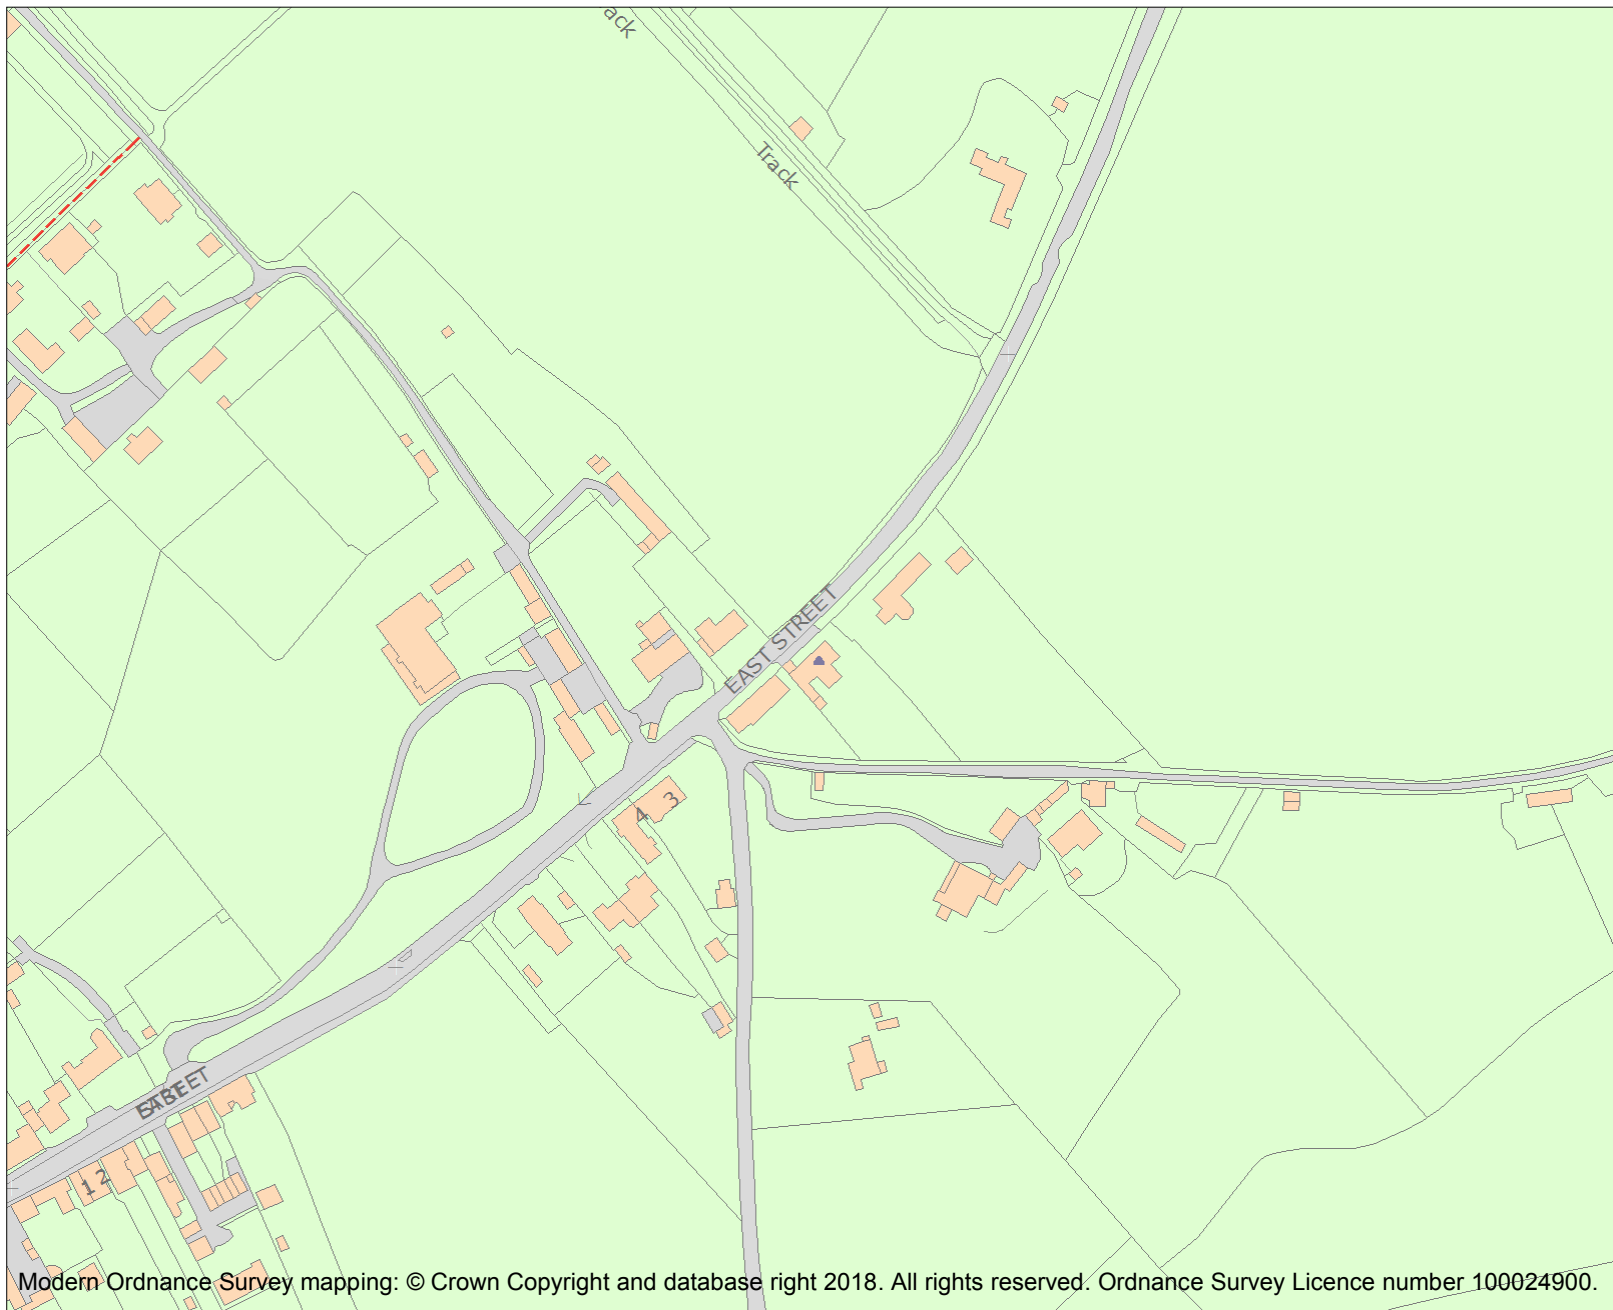 ack
Track
EAST STREET
4 3
1 2
Modern Ordnance Survey mapping: © Crown Copyright and database right 2018. All rights reserved. Ordnance Survey Licence number 100024900.